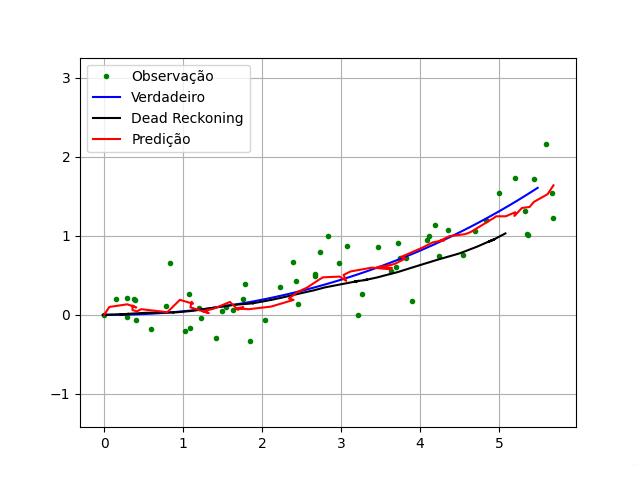 3
2
1
0
−1
0 1 2 3 4 5
Observação
Verdadeiro
Dead Reckoning
Predição